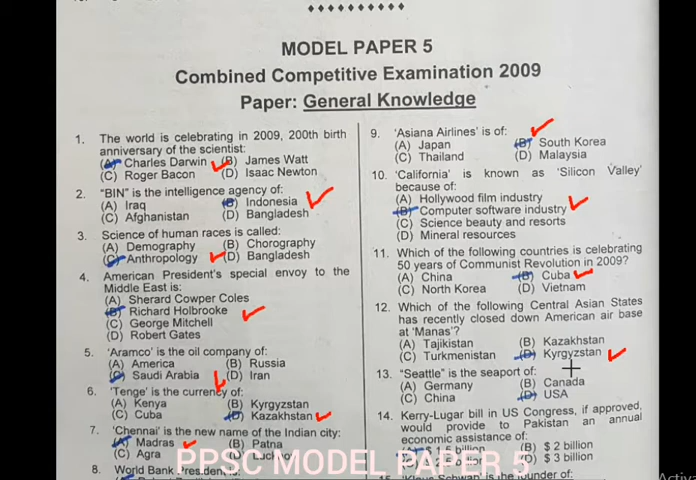 MODEL PAPER 5
Combined Competitive Examination 2009
Paper: General Knowledge
1. The world is celebrating in 2009, 200th birth
anniversary of the scientist:
(A) Charles Darwin (B) James Watt
(C) Roger Bacon (D) Isaac Newton
2. "BIN" is the intelligence agency of:
(A) Iraq (B) Indonesia
(C) Afghanistan (D) Bangladesh
3. Science of human races is called:
(A) Demography (B) Chorography
(C) Anthropology (D) Bangladesh
4. American President's special envoy to the
Middle East is:
(A) Sherard Cowper Coles
(B) Richard Holbrooke
(C) George Mitchell
(D) Robert Gates
5. 'Aramco' is the oil company of:
(A) America (B) Russia
(C) Saudi Arabia (D) Iran
6. 'Tenge' is the currency of:
(A) Kenya (B) Kyrgyzstan
(C) Cuba (D) Kazakhstan
7. 'Chennai' is the new name of the Indian city:
(A) Madras (B) Patna
(C) Agra
8. World Bank President is:
9. 'Asiana Airlines' is of:
(A) Japan (B) South Korea
(C) Thailand (D) Malaysia
10. 'California' is known as 'Silicon Valley'
because of:
(A) Hollywood film industry
(B) Computer software industry
(C) Science beauty and resorts
(D) Mineral resources
11. Which of the following countries is celebrating
50 years of Communist Revolution in 2009?
(A) China (B) Cuba
(C) North Korea (D) Vietnam
12. Which of the following Central Asian States
has recently closed down American air base
at 'Manas'?
(A) Tajikistan (B) Kazakhstan
(C) Turkmenistan (D) Kyrgyzstan
13. "Seattle" is the seaport of:
(A) Germany (B) Canada
(C) China (D) USA
14. Kerry-Lugar bill in US Congress, if approved,
would provide to Pakistan an annual
economic assistance of:
(B) $ 2 billion
(D) $ 3 billion
PPSC MODEL PAPER 5